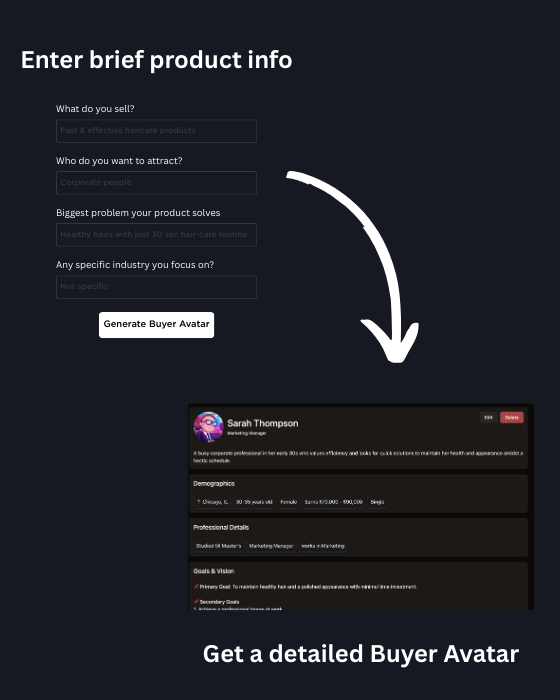 Enter brief product info
What do you sell?
Fast & effective haircare products
Who do you want to attract?
Corporate people
Biggest problem your product solves
Healthy hairs with just 30 sec hair-care routine
Any specific industry you focus on?
Not specific
Generate Buyer Avatar
Sarah Thompson
Marketing Manager
Edit
Delete
A busy corporate professional in her early 30s who values efficiency and looks for quick solutions to maintain her health and appearance amidst a
hectic schedule.
Demographics
📍 Chicago, IL 30-35 years old Female Earns $70,000 - $90,000 Single
Professional Details
Studied till Master's Marketing Manager works in Marketing
Goals & Vision
📌 Primary Goal: To maintain healthy hair and a polished appearance with minimal time investment.
📌 Secondary Goals
1. Achieve a professional image at work
Get a detailed Buyer Avatar